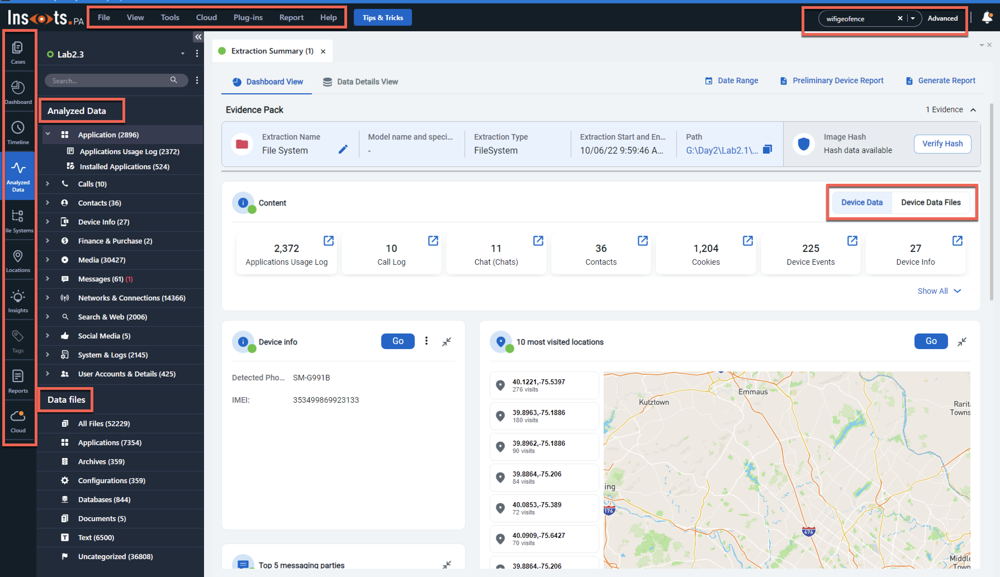 Ins ts.PA
File View Tools Cloud Plug-ins Report Help
Tips & Tricks
wifigeofence
Advanced
Cases
Dashboard
Timeline
Analyzed
Data
ile Systems
Locations
Insights
Tags
Reports
Cloud
Lab2.3
Search...
Analyzed Data
Application (2896)
Applications Usage Log (2372)
Installed Applications (524)
Calls (10)
Contacts (36)
Device Info (27)
Finance & Purchase (2)
Media (30427)
Messages (61) (1)
Networks & Connections (14366)
Search & Web (2006)
Social Media (5)
System & Logs (2145)
User Accounts & Details (425)
Data files
All Files (52229)
Applications (7354)
Archives (359)
Configurations (359)
Databases (844)
Documents (5)
Text (6500)
Uncategorized (36808)
Extraction Summary (1)
Dashboard View
Data Details View
Date Range
Preliminary Device Report
Generate Report
Evidence Pack
1 Evidence
Extraction Name
File System
Model name and speci...
-
Extraction Type
FileSystem
Extraction Start and En...
10/06/22 9:59:46 A...
Path
G:\Day2\Lab2.1\...
Image Hash
Hash data available
Verify Hash
Content
Device Data
Device Data Files
2,372
Applications Usage Log
10
Call Log
11
Chat (Chats)
36
Contacts
1,204
Cookies
225
Device Events
27
Device Info
Show All
Device info
Go
Detected Pho... SM-G991B
IMEI: 353499869923133
Top 5 messaging parties
10 most visited locations
Go
40.1221,-75.5397
276 visits
39.8963,-75.1886
180 visits
39.8962,-75.1886
90 visits
39.8864,-75.206
84 visits
40.0853,-75.389
72 visits
40.0909,-75.6427
70 visits
39.8864,-75.206
Emmaus
Kutztown
Rarit
Towns
ing
176
476
Middle
Town